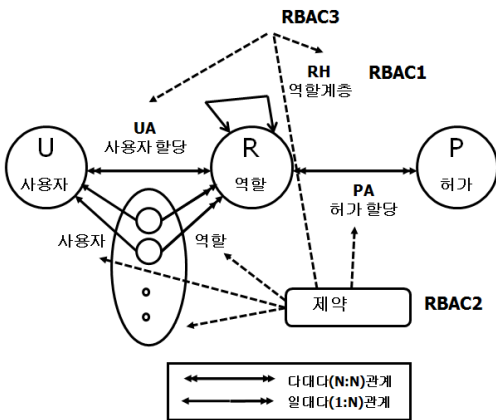 RBAC3
RH
역할계층
RBAC1
UA
사용자 할당
U
사용자
R
역할
P
허가
PA
허가 할당
사용자
역할
제약
RBAC2
다대다(N:N)관계
일대다(1:N)관계